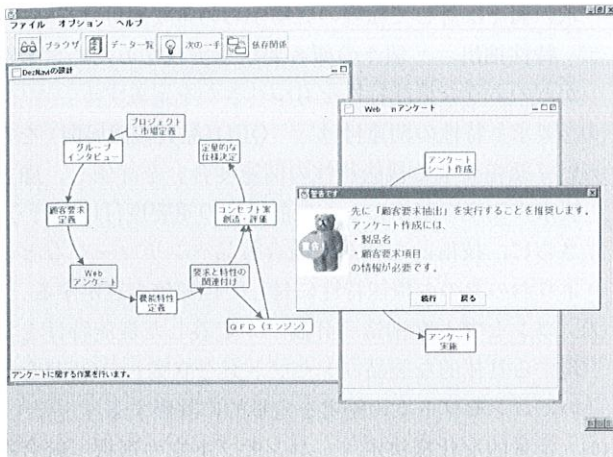 ファイル オプション ヘルプ
ブラウザ データ一覧 次の一手 依存関係
DezNaviの設計
プロジェクト
・市場定義
グループ
インタビュー
定量的な
仕様決定
顧客要求
定義
コンセプト案
創造・評価
Web
アンケート
要求と特性の
関連付け
機能特性
定義
QFD（エンジン）
アンケートに関する作業を行います。
アンケート
アンケート
シート作成
警告です
先に「顧客要求抽出」を実行することを推奨します。
アンケート作成には、
・製品名
・顧客要求項目
の情報が必要です。
警告
続行 戻る
アンケート
実施